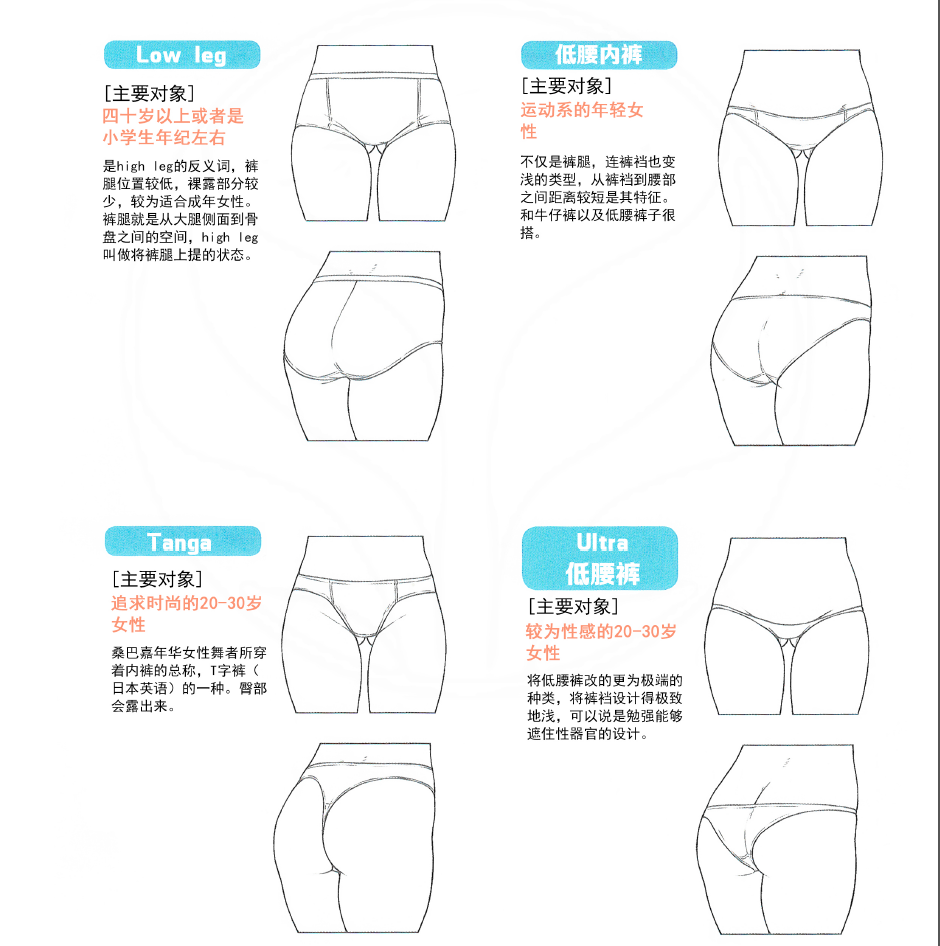 Low leg
[主要对象]
四十岁以上或者是
小学生年纪左右
是high leg的反义词，裤
腿位置较低，裸露部分较
少，较为适合成年女性。
裤腿就是从大腿侧面到骨
盘之间的空间，high leg
叫做将裤腿上提的状态。
低腰内裤
[主要对象]
运动系的年轻女
性
不仅是裤腿，连裤裆也变
浅的类型，从裤裆到腰部
之间距离较短是其特征。
和牛仔裤以及低腰裤子很
搭。
Tanga
[主要对象]
追求时尚的20-30岁
女性
桑巴嘉年华女性舞者所穿
着内裤的总称，T字裤（
日本英语）的一种。臀部
会露出来。
Ultra
低腰裤
[主要对象]
较为性感的20-30岁
女性
将低腰裤改的更为极端的
种类，将裤裆设计得极致
地浅，可以说是勉强能够
遮住性器官的设计。